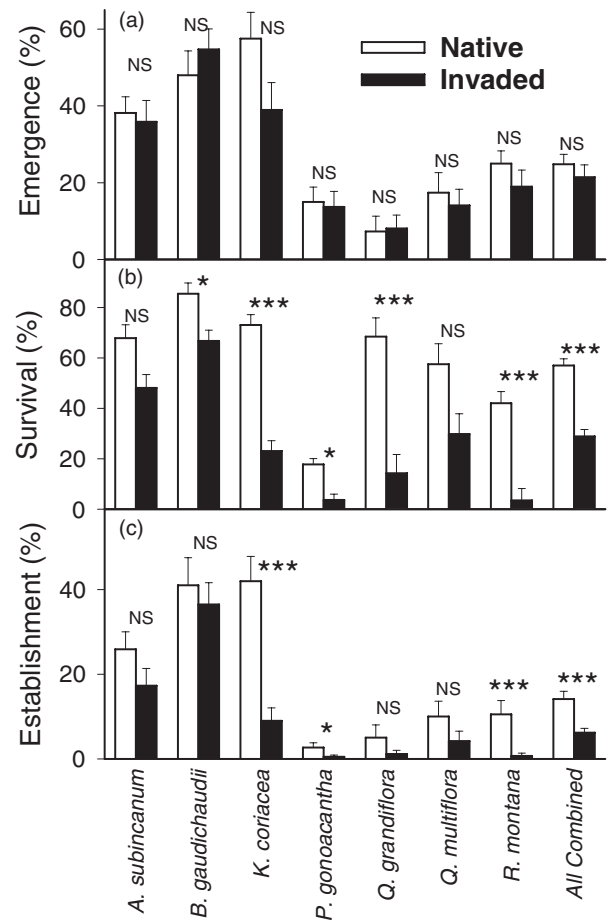 (a)
Native
Invaded
Emergence (%)
60
40
20
0
NS
NS
NS
NS
NS
NS
NS
NS
(b)
Survival (%)
80
60
40
20
0
NS
*
***
*
***
NS
***
***
(c)
Establishment (%)
40
20
0
NS
NS
***
*
NS
NS
***
***
A. subincanum
B. gaudichaudii
K. coriacea
P. gonoacantha
Q. grandiflora
Q. multiflora
R. montana
All Combined